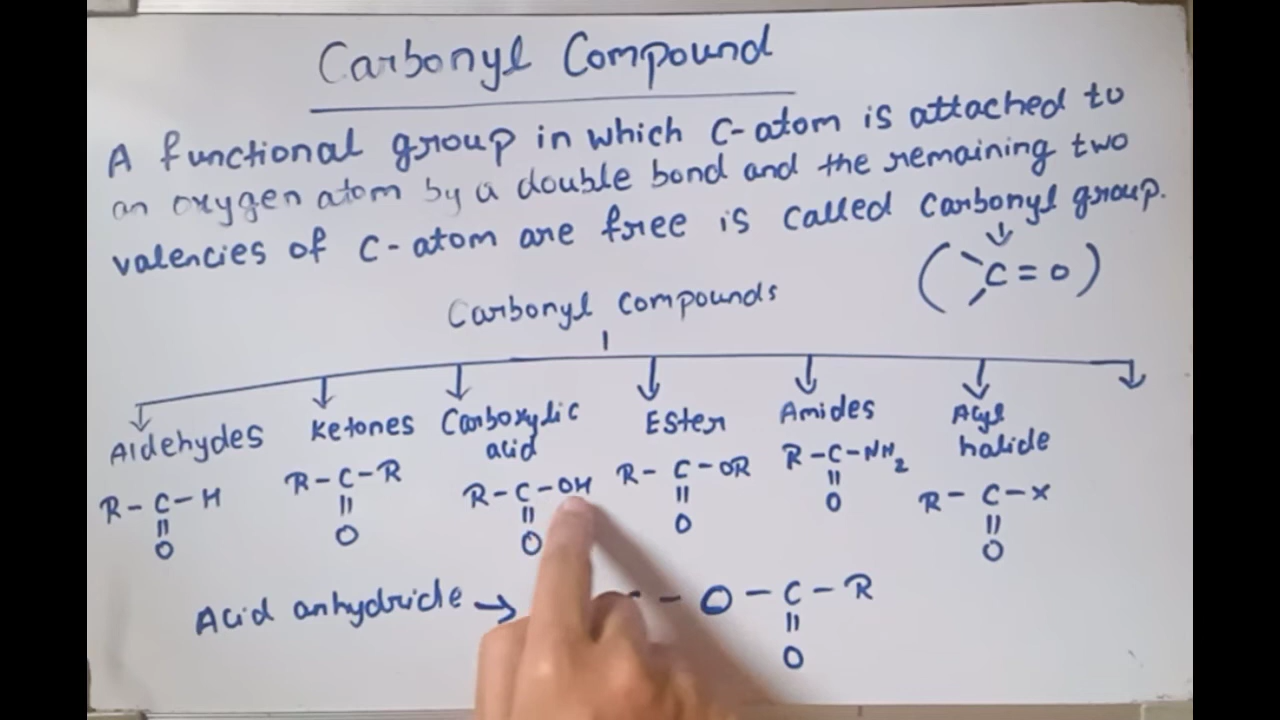 Carbonyl Compound
A functional group in which C-atom is attached to
an oxygen atom by a double bond and the remaining two
valencies of C-atom are free is called carbonyl group.
( >C=O )
Carbonyl compounds
Aldehydes Ketones Carboxylic acid Ester Amides Acyl halide
R-C-H R-C-R R-C-OH R-C-OR R-C-NH2 R-C-X
|| || || || || ||
O O O O O O
Acid anhydride → - O - C - R
||
O